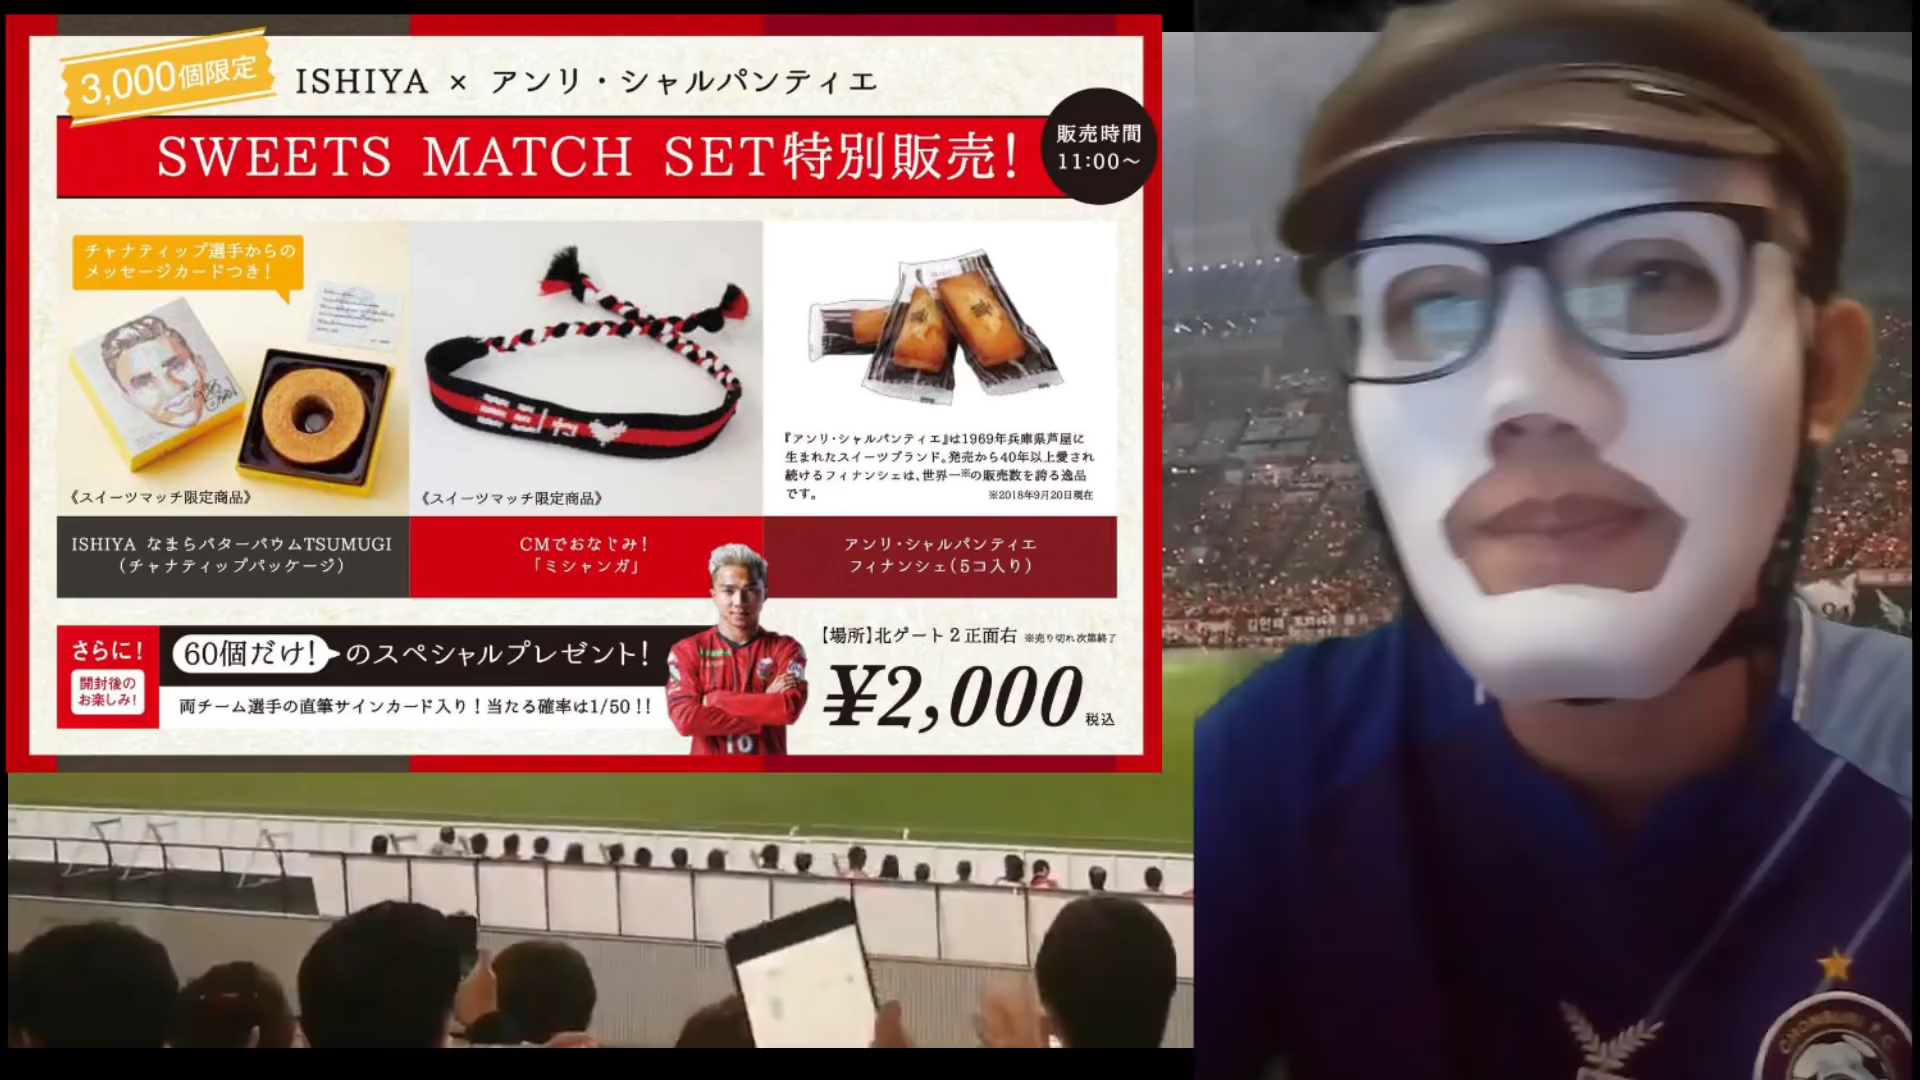 3,000個限定
ISHIYA × アンリ・シャルパンティエ
SWEETS MATCH SET特別販売!
販売時間
11:00〜
チャナティップ選手からの
メッセージカードつき!
《スイーツマッチ限定商品》
《スイーツマッチ限定商品》
『アンリ・シャルパンティエ』は1969年兵庫県芦屋に
生まれたスイーツブランド。発売から40年以上愛され
続けるフィナンシェは、世界一※の販売数を誇る逸品
です。
※2018年9月20日現在
ISHIYA なまらバターバウムTSUMUGI
(チャナティップパッケージ)
CMでおなじみ!
「ミシャンガ」
アンリ・シャルパンティエ
フィナンシェ(5コ入り)
さらに!
開封後の
お楽しみ!
60個だけ!のスペシャルプレゼント!
両チーム選手の直筆サインカード入り!当たる確率は1/50!!
【場所】北ゲート2正面右 ※売り切れ次第終了
¥2,000税込
10
CHONBURI F.C.